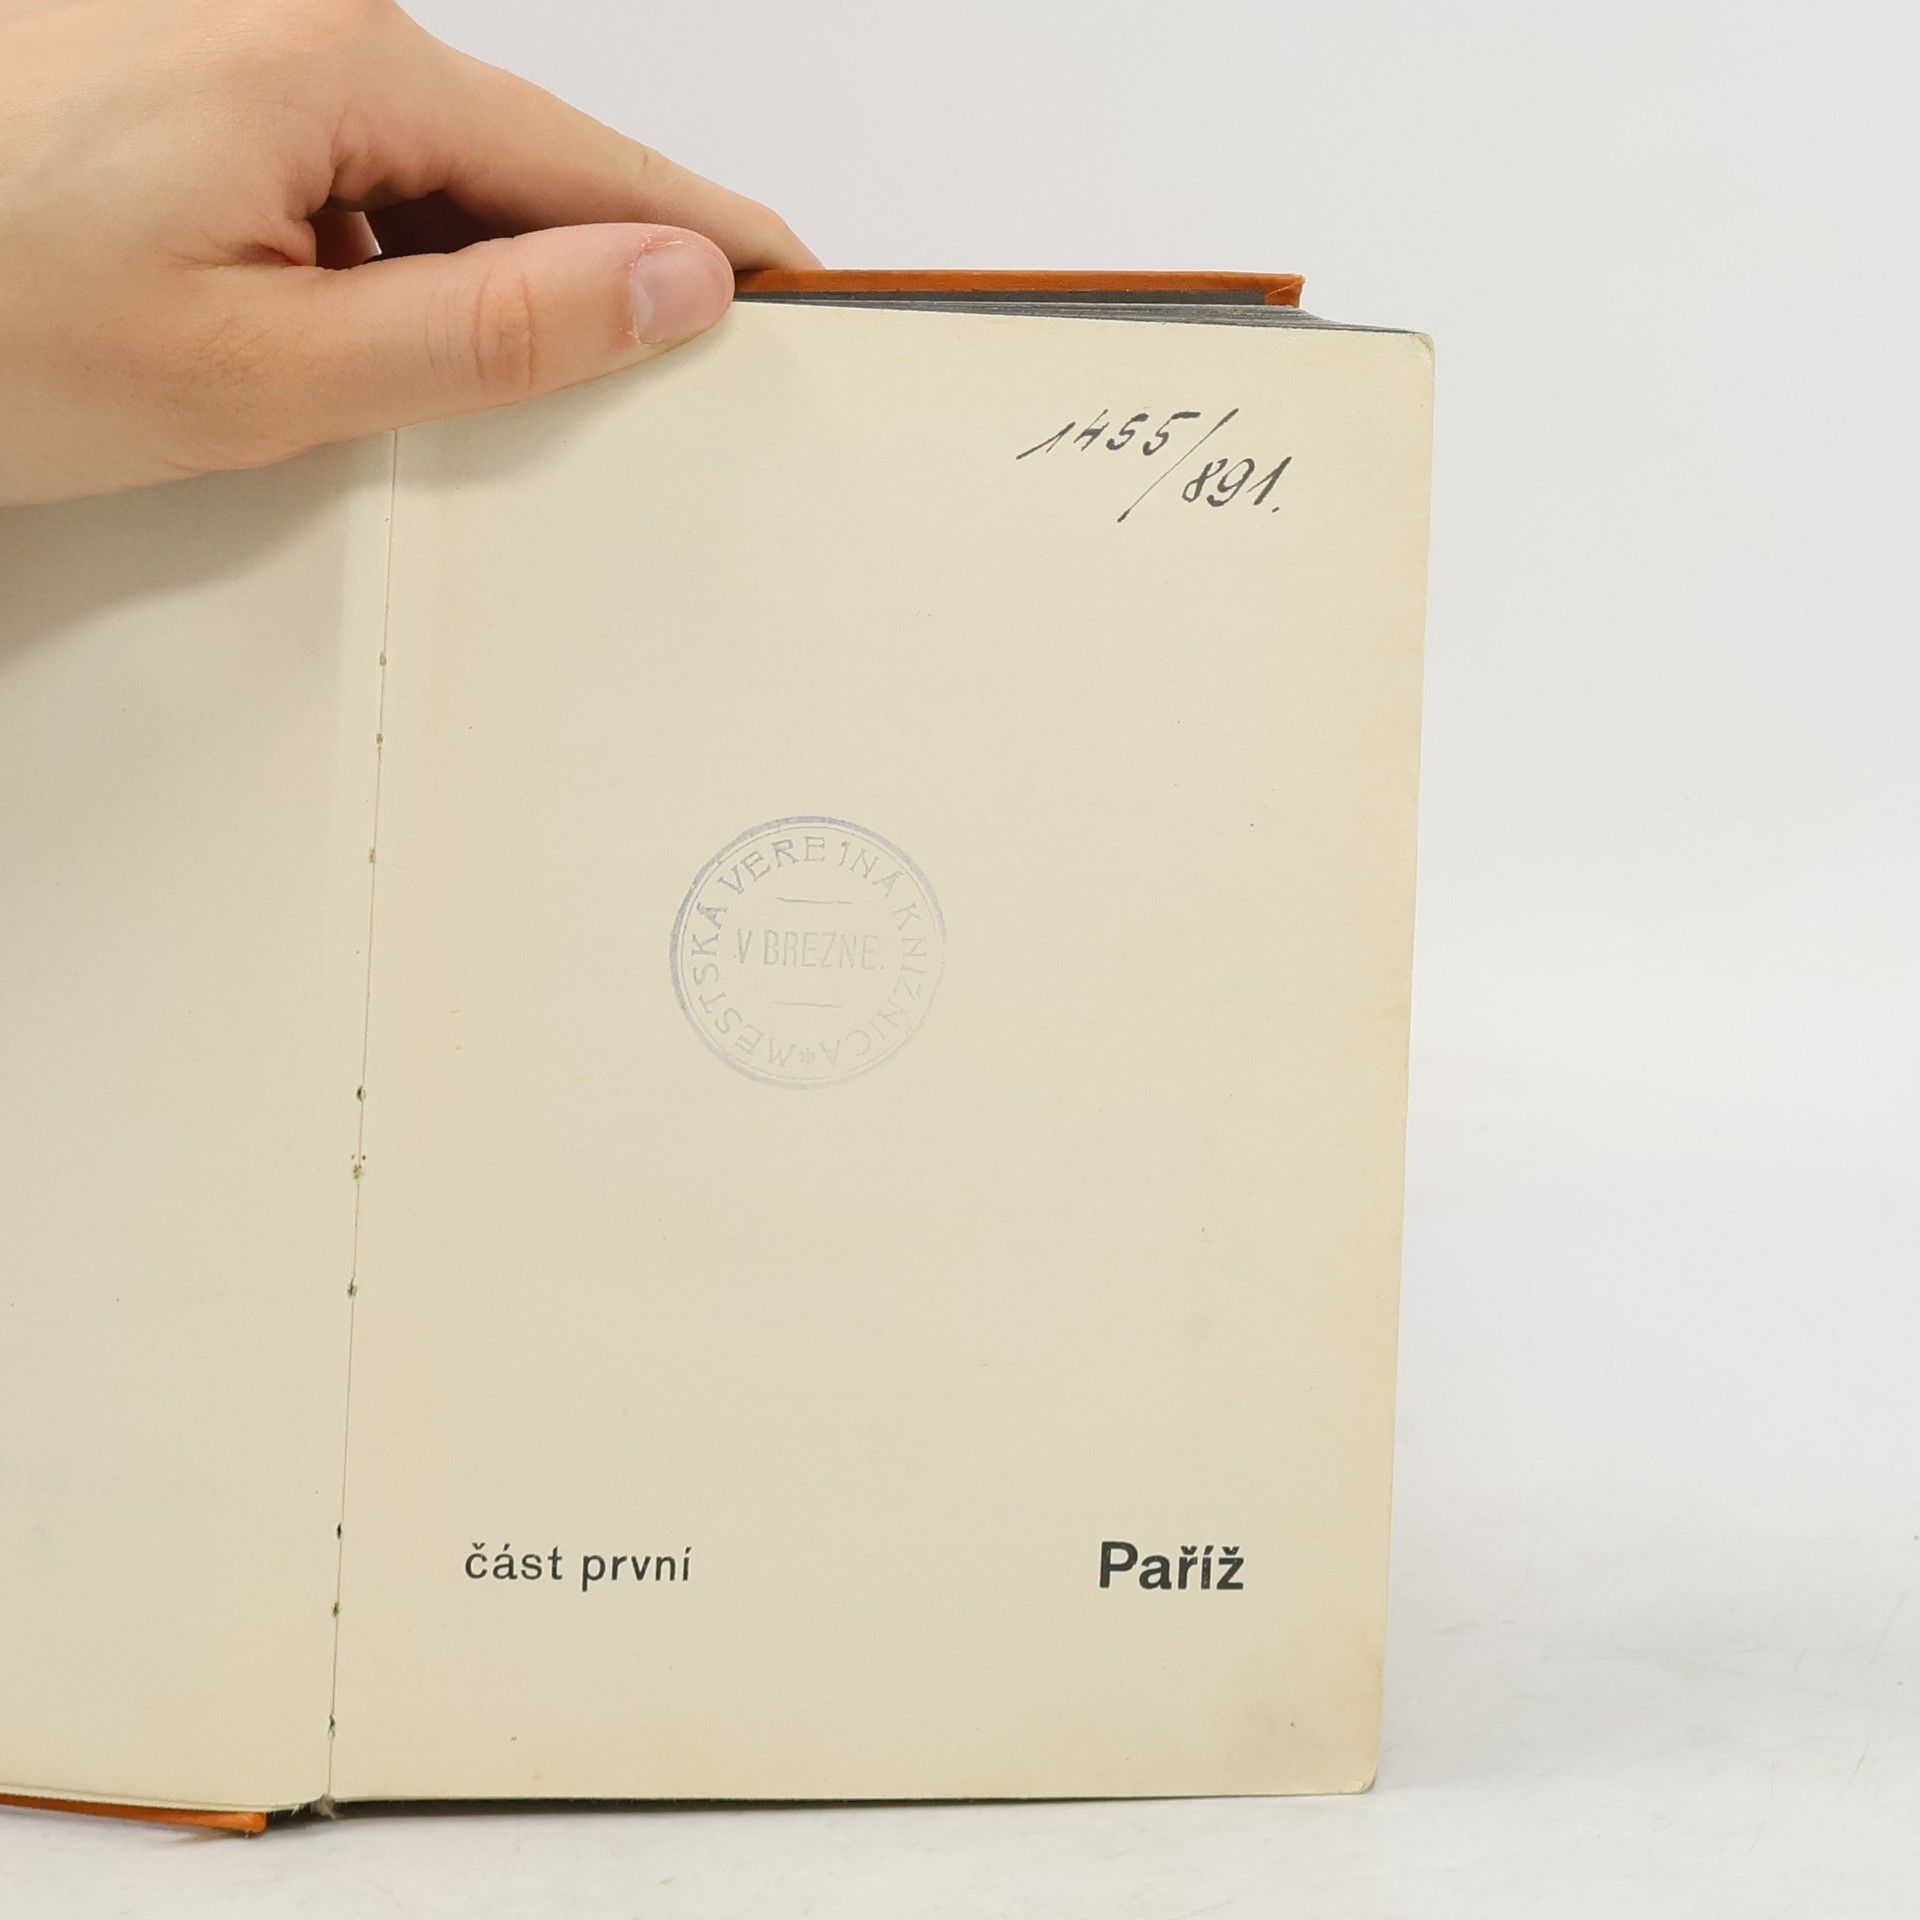 1455/
891.
MESTSKÁ VEREJNÁ KNIŽNICA *
V BREZNE.
část první Paříž